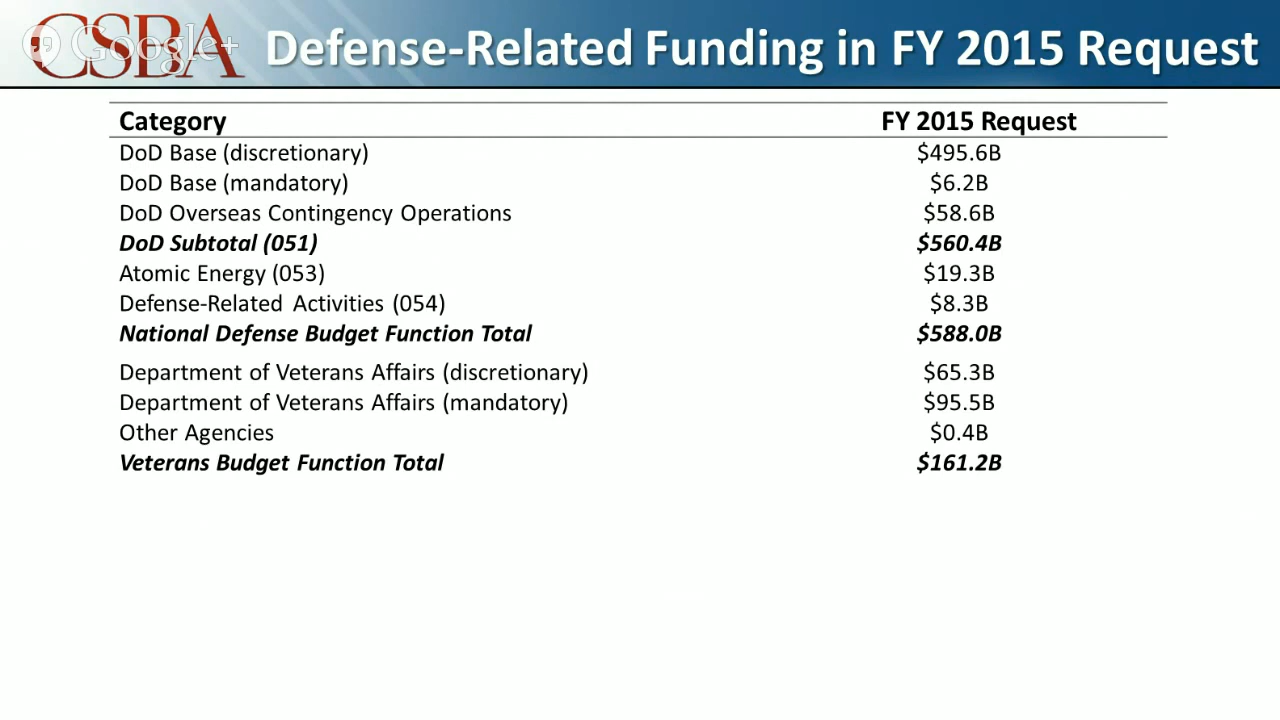 CSBA
Google+
Defense-Related Funding in FY 2015 Request
Category FY 2015 Request
DoD Base (discretionary) $495.6B
DoD Base (mandatory) $6.2B
DoD Overseas Contingency Operations $58.6B
DoD Subtotal (051) $560.4B
Atomic Energy (053) $19.3B
Defense-Related Activities (054) $8.3B
National Defense Budget Function Total $588.0B
Department of Veterans Affairs (discretionary) $65.3B
Department of Veterans Affairs (mandatory) $95.5B
Other Agencies $0.4B
Veterans Budget Function Total $161.2B